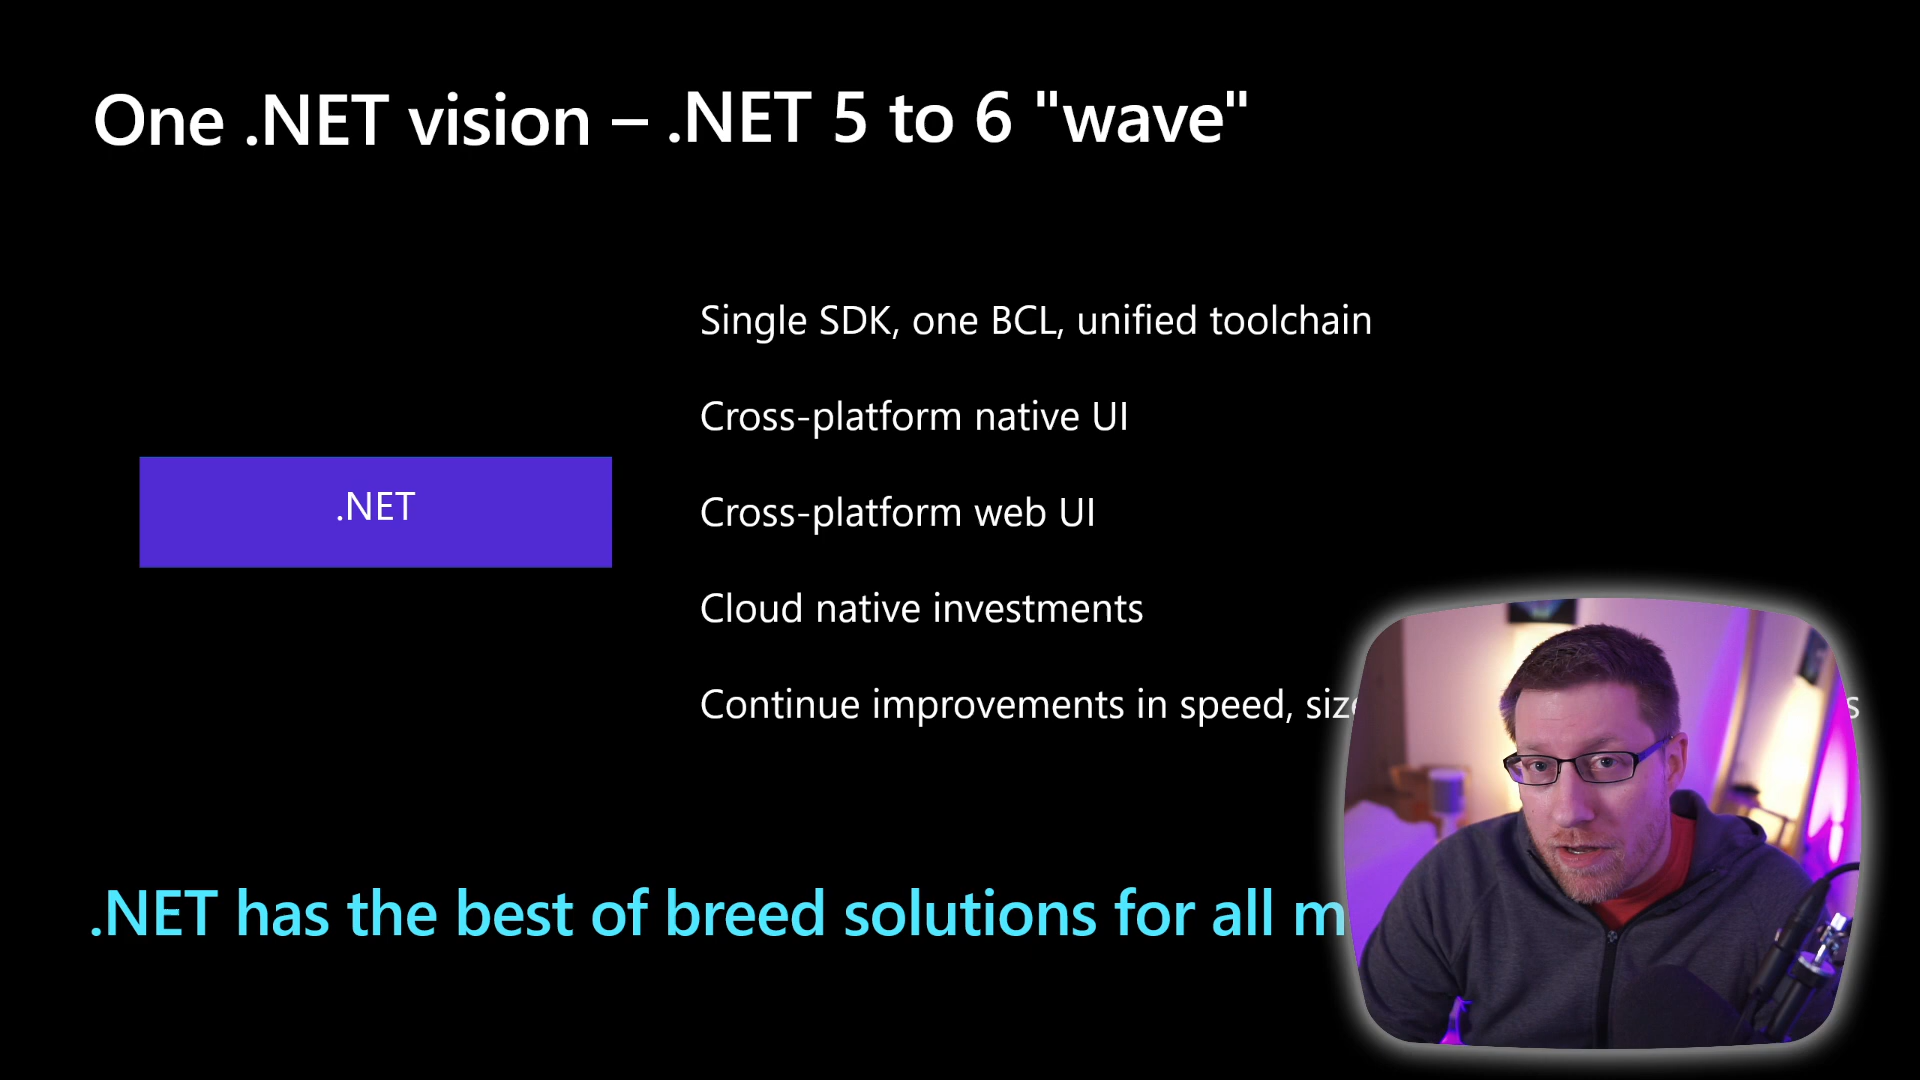 One .NET vision – .NET 5 to 6 "wave"
Single SDK, one BCL, unified toolchain
Cross-platform native UI
.NET
Cross-platform web UI
Cloud native investments
Continue improvements in speed,
.NET has the best of breed solutions for all